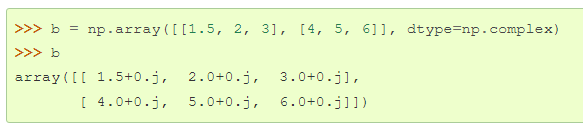 >>> b = np.array([[1.5, 2, 3], [4, 5, 6]], dtype=np.complex)
>>> b
array([[ 1.5+0.j,  2.0+0.j,  3.0+0.j],
       [ 4.0+0.j,  5.0+0.j,  6.0+0.j]])